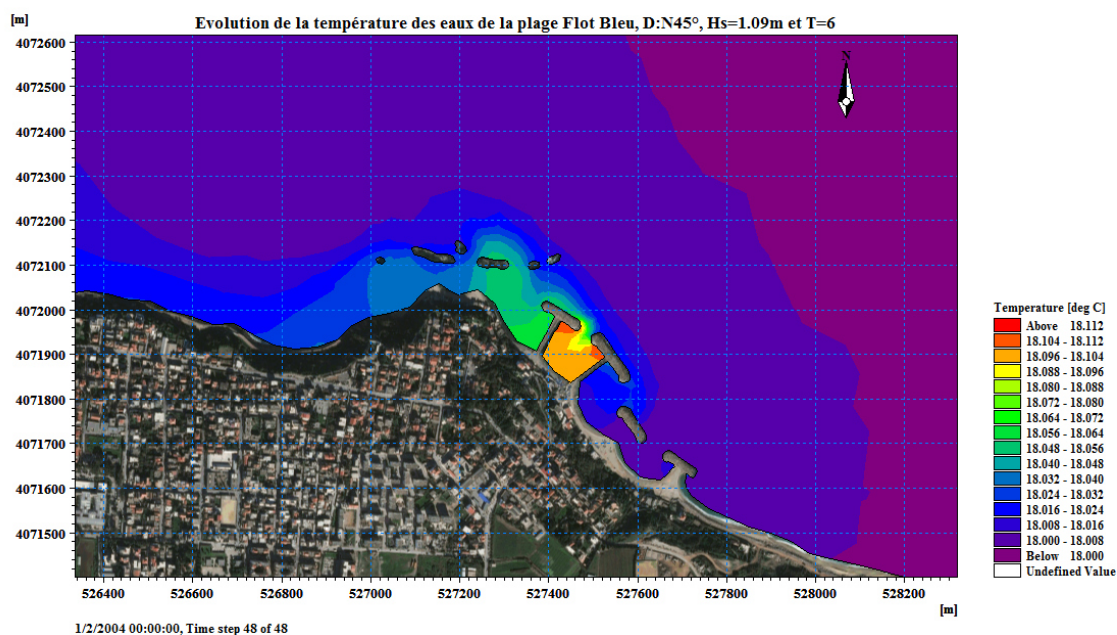 [m]
Evolution de la température des eaux de la plage Flot Bleu, D:N45°, Hs=1.09m et T=6
4072600
4072500
4072400
4072300
4072200
4072100
4072000
4071900
4071800
4071700
4071600
4071500
N
Temperature [deg C]
Above 18.112
18.104 - 18.112
18.096 - 18.104
18.088 - 18.096
18.080 - 18.088
18.072 - 18.080
18.064 - 18.072
18.056 - 18.064
18.048 - 18.056
18.040 - 18.048
18.032 - 18.040
18.024 - 18.032
18.016 - 18.024
18.008 - 18.016
18.000 - 18.008
Below 18.000
Undefined Value
526400 526600 526800 527000 527200 527400 527600 527800 528000 528200
[m]
1/2/2004 00:00:00, Time step 48 of 48